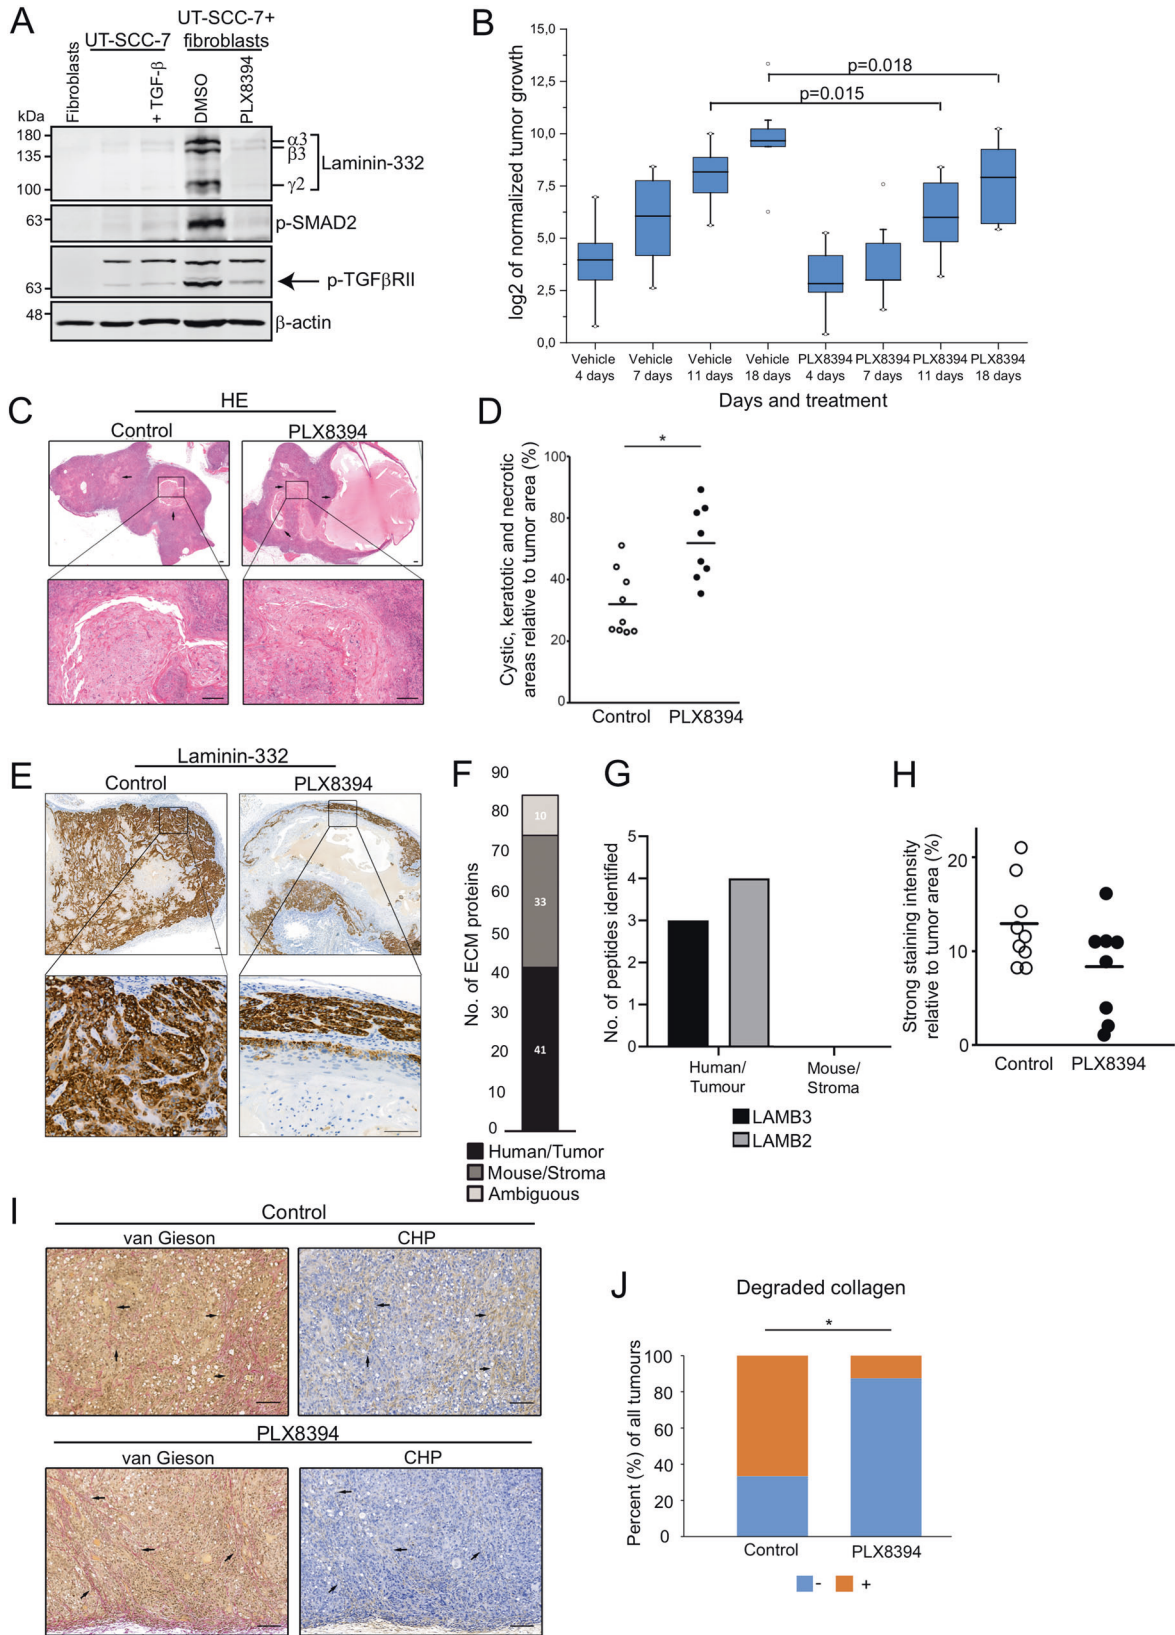 A
UT-SCC-7+
UT-SCC-7
fibroblasts
Fibroblasts
+ TGF-β
DMSO
PLX8394
kDa
180
135
100
α3
β3
γ2
Laminin-332
63
p-SMAD2
63
p-TGFβRII
48
β-actin
B
log2 of normalized tumor growth
15,0
12,5
10,0
7,5
5,0
2,5
0,0
p=0.018
p=0.015
Vehicle
4 days
Vehicle
7 days
Vehicle
11 days
Vehicle
18 days
PLX8394
4 days
PLX8394
7 days
PLX8394
11 days
PLX8394
18 days
Days and treatment
C
HE
Control
PLX8394
D
Cystic, keratotic and necrotic
areas relative to tumor area (%)
100
80
40
20
0
*
Control
PLX8394
E
Laminin-332
Control
PLX8394
F
No. of ECM proteins
90
80
70
60
50
40
30
20
10
0
10
33
41
Human/Tumor
Mouse/Stroma
Ambiguous
G
No. of peptides identified
5
4
3
2
1
0
Human/
Tumour
Mouse/
Stroma
LAMB3
LAMB2
H
Strong staining intensity
relative to tumor area (%)
20
10
0
Control
PLX8394
I
Control
van Gieson
CHP
PLX8394
van Gieson
CHP
J
Degraded collagen
*
Percent (%) of all tumours
100
80
60
40
20
0
Control
PLX8394
-
+